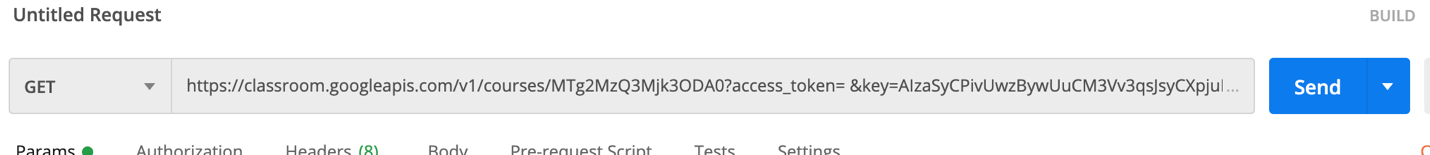 Untitled Request
BUILD
GET
https://classroom.googleapis.com/v1/courses/MTg2MzQ3Mjk3ODA0?access_token= &key=AIzaSyCPivUwzBywUuCM3Vv3qsJsyCXpju...
Send
Params Authorization Headers (8) Body Pre-request Script Tests Settings